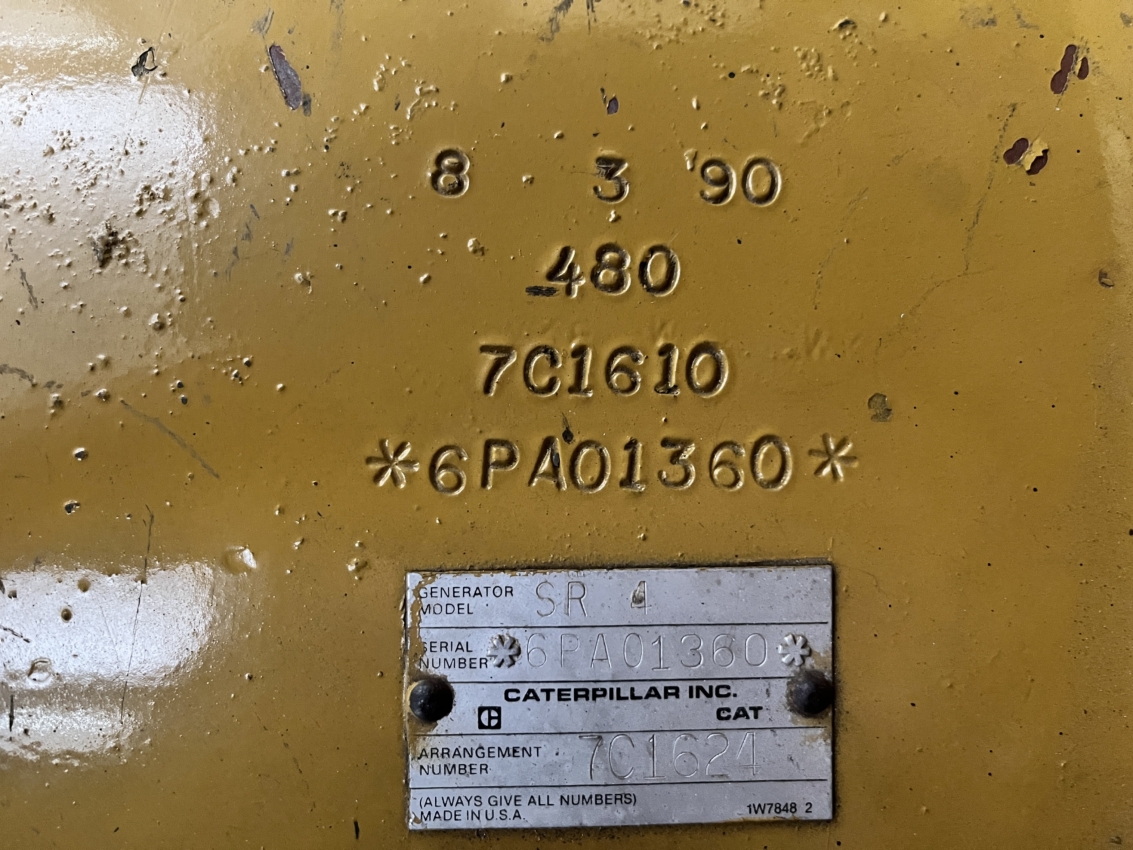 8 3 '90
480
7C1610
*6PA01360*
GENERATOR MODEL SR 4
SERIAL NUMBER *6PA01360*
CATERPILLAR INC.
CAT
ARRANGEMENT NUMBER 7C1624
(ALWAYS GIVE ALL NUMBERS)
MADE IN U.S.A. 1W7848 2